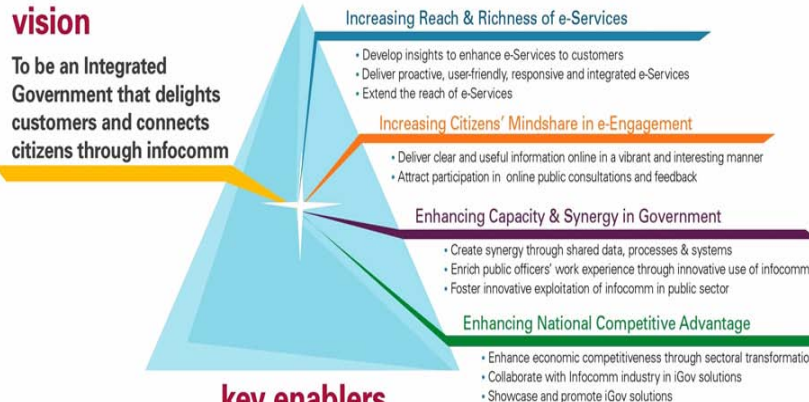 vision
To be an Integrated
Government that delights
customers and connects
citizens through infocomm
Increasing Reach & Richness of e-Services
• Develop insights to enhance e-Services to customers
• Deliver proactive, user-friendly, responsive and integrated e-Services
• Extend the reach of e-Services
Increasing Citizens' Mindshare in e-Engagement
• Deliver clear and useful information online in a vibrant and interesting manner
• Attract participation in online public consultations and feedback
Enhancing Capacity & Synergy in Government
• Create synergy through shared data, processes & systems
• Enrich public officers' work experience through innovative use of infocomm
• Foster innovative exploitation of infocomm in public sector
Enhancing National Competitive Advantage
• Enhance economic competitiveness through sectoral transformatio
• Collaborate with Infocomm industry in iGov solutions
• Showcase and promote iGov solutions
key enablers